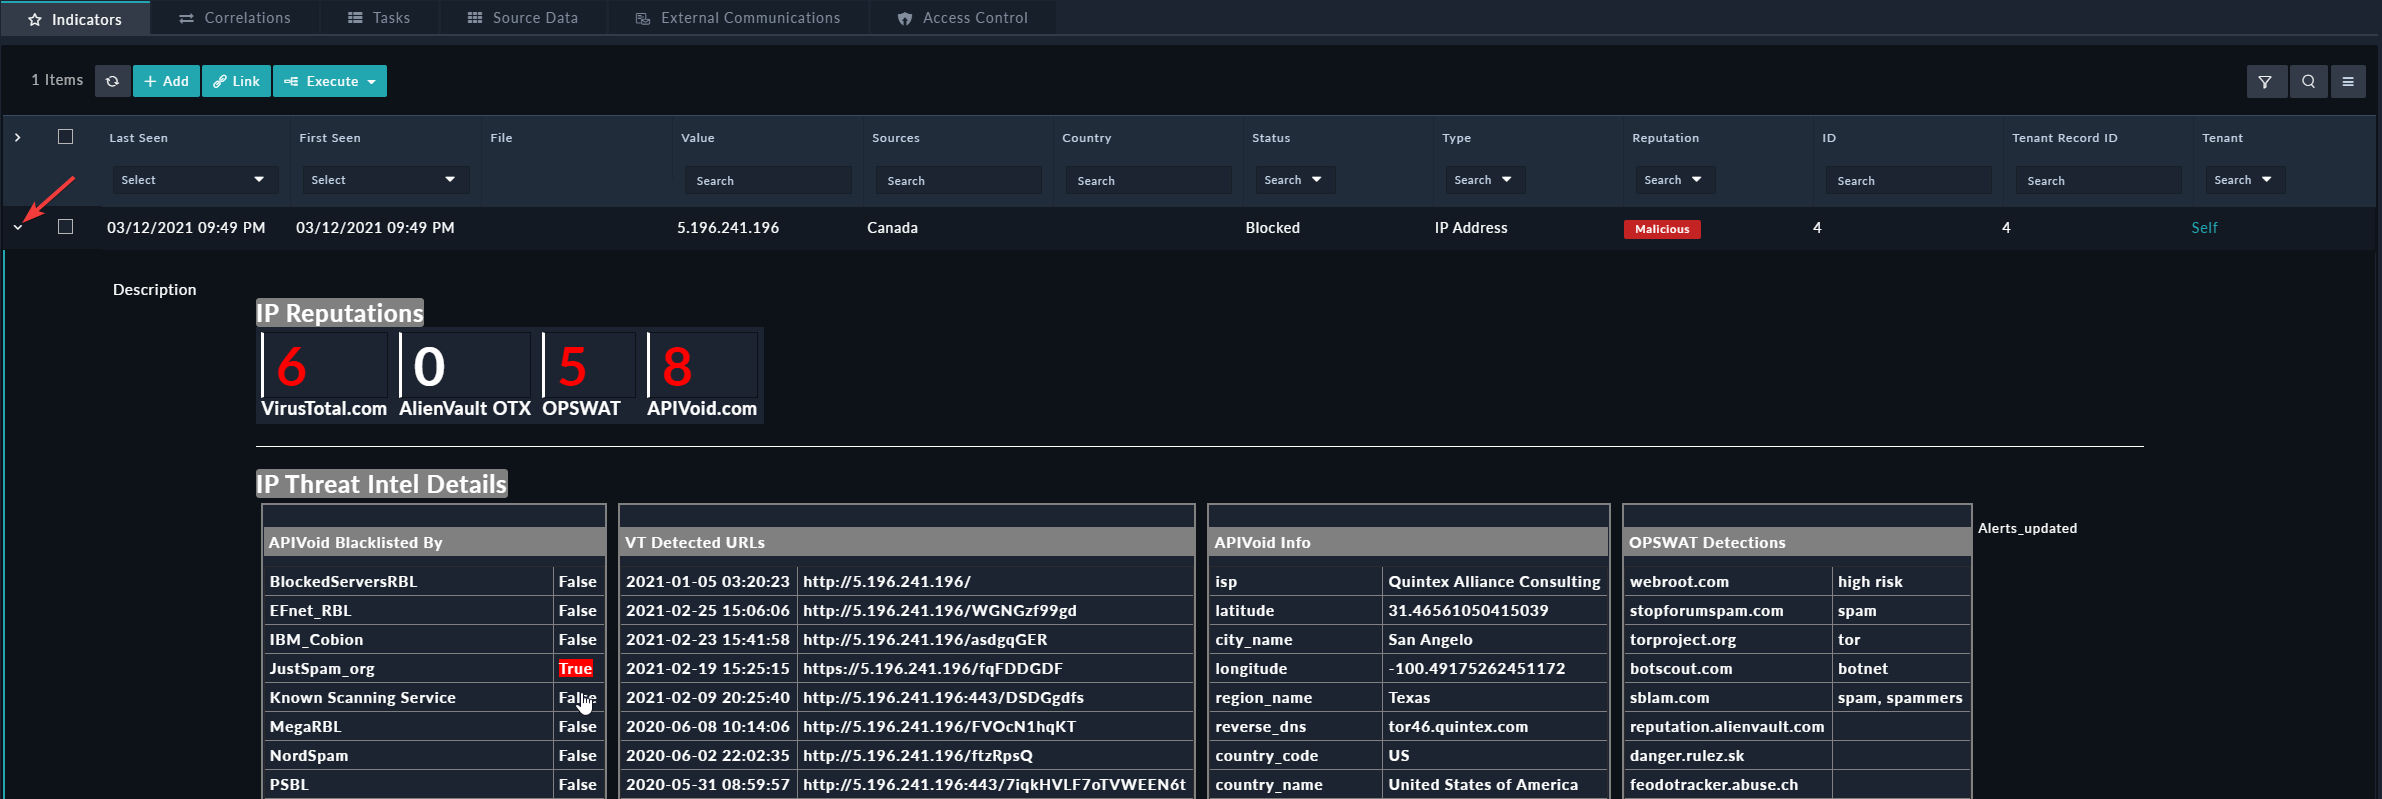 Indicators Correlations Tasks Source Data External Communications Access Control
1 Items Add Link Execute
Last Seen First Seen File Value Sources Country Status Type Reputation ID Tenant Record ID Tenant
Select Select Search Search Search Search Search Search Search Search Search
03/12/2021 09:49 PM 03/12/2021 09:49 PM 5.196.241.196 Canada Blocked IP Address Malicious 4 4 Self
Description
IP Reputations
6 0 5 8
VirusTotal.com AlienVault OTX OPSWAT APIVoid.com
IP Threat Intel Details
Alerts_updated
APIVoid Blacklisted By VT Detected URLs APIVoid Info OPSWAT Detections
BlockedServersRBL False 2021-01-05 03:20:23 http://5.196.241.196/ isp Quintex Alliance Consulting webroot.com high risk
EFnet_RBL False 2021-02-25 15:06:06 http://5.196.241.196/WGNGzf99gd latitude 31.46561050415039 stopforumspam.com spam
IBM_Cobion False 2021-02-23 15:41:58 http://5.196.241.196/asdgqGER city_name San Angelo torproject.org tor
JustSpam_org True 2021-02-19 15:25:15 https://5.196.241.196/fqFDDGDF longitude -100.49175262451172 botscout.com botnet
Known Scanning Service False 2021-02-09 20:25:40 http://5.196.241.196:443/DSDGgdfs region_name Texas sblam.com spam, spammers
MegaRBL False 2020-06-08 10:14:06 http://5.196.241.196/FVOcN1hqKT reverse_dns tor46.quintex.com reputation.alienvault.com
NordSpam False 2020-06-02 22:02:35 http://5.196.241.196/ftzRpsQ country_code US danger.rulez.sk
PSBL False 2020-05-31 08:59:57 http://5.196.241.196:443/7iqkHVLF7oTVWEEN6t country_name United States of America feodotracker.abuse.ch